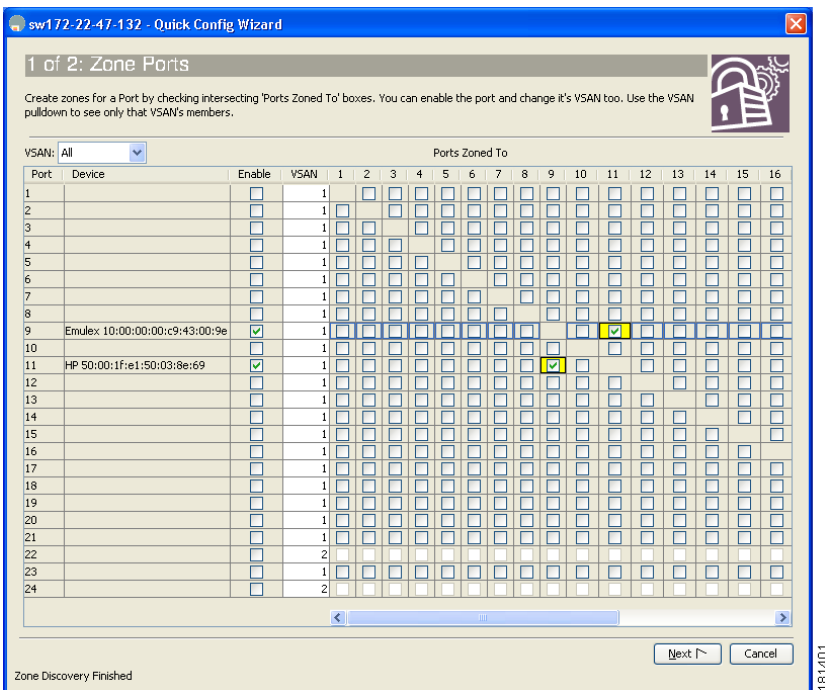 sw172-22-47-132 - Quick Config Wizard
1 of 2: Zone Ports
Create zones for a Port by checking intersecting 'Ports Zoned To' boxes. You can enable the port and change it's VSAN too. Use the VSAN
pulldown to see only that VSAN's members.
VSAN: All
Ports Zoned To
Port Device Enable VSAN 1 2 3 4 5 6 7 8 9 10 11 12 13 14 15 16
1 1
2 1
3 1
4 1
5 1
6 1
7 1
8 1
9 Emulex 10:00:00:00:c9:43:00:9e 1
10 1
11 HP 50:00:1f:e1:50:03:8e:69 1
12 1
13 1
14 1
15 1
16 1
17 1
18 1
19 1
20 1
21 1
22 2
23 1
24 2
Next Cancel
Zone Discovery Finished
181401